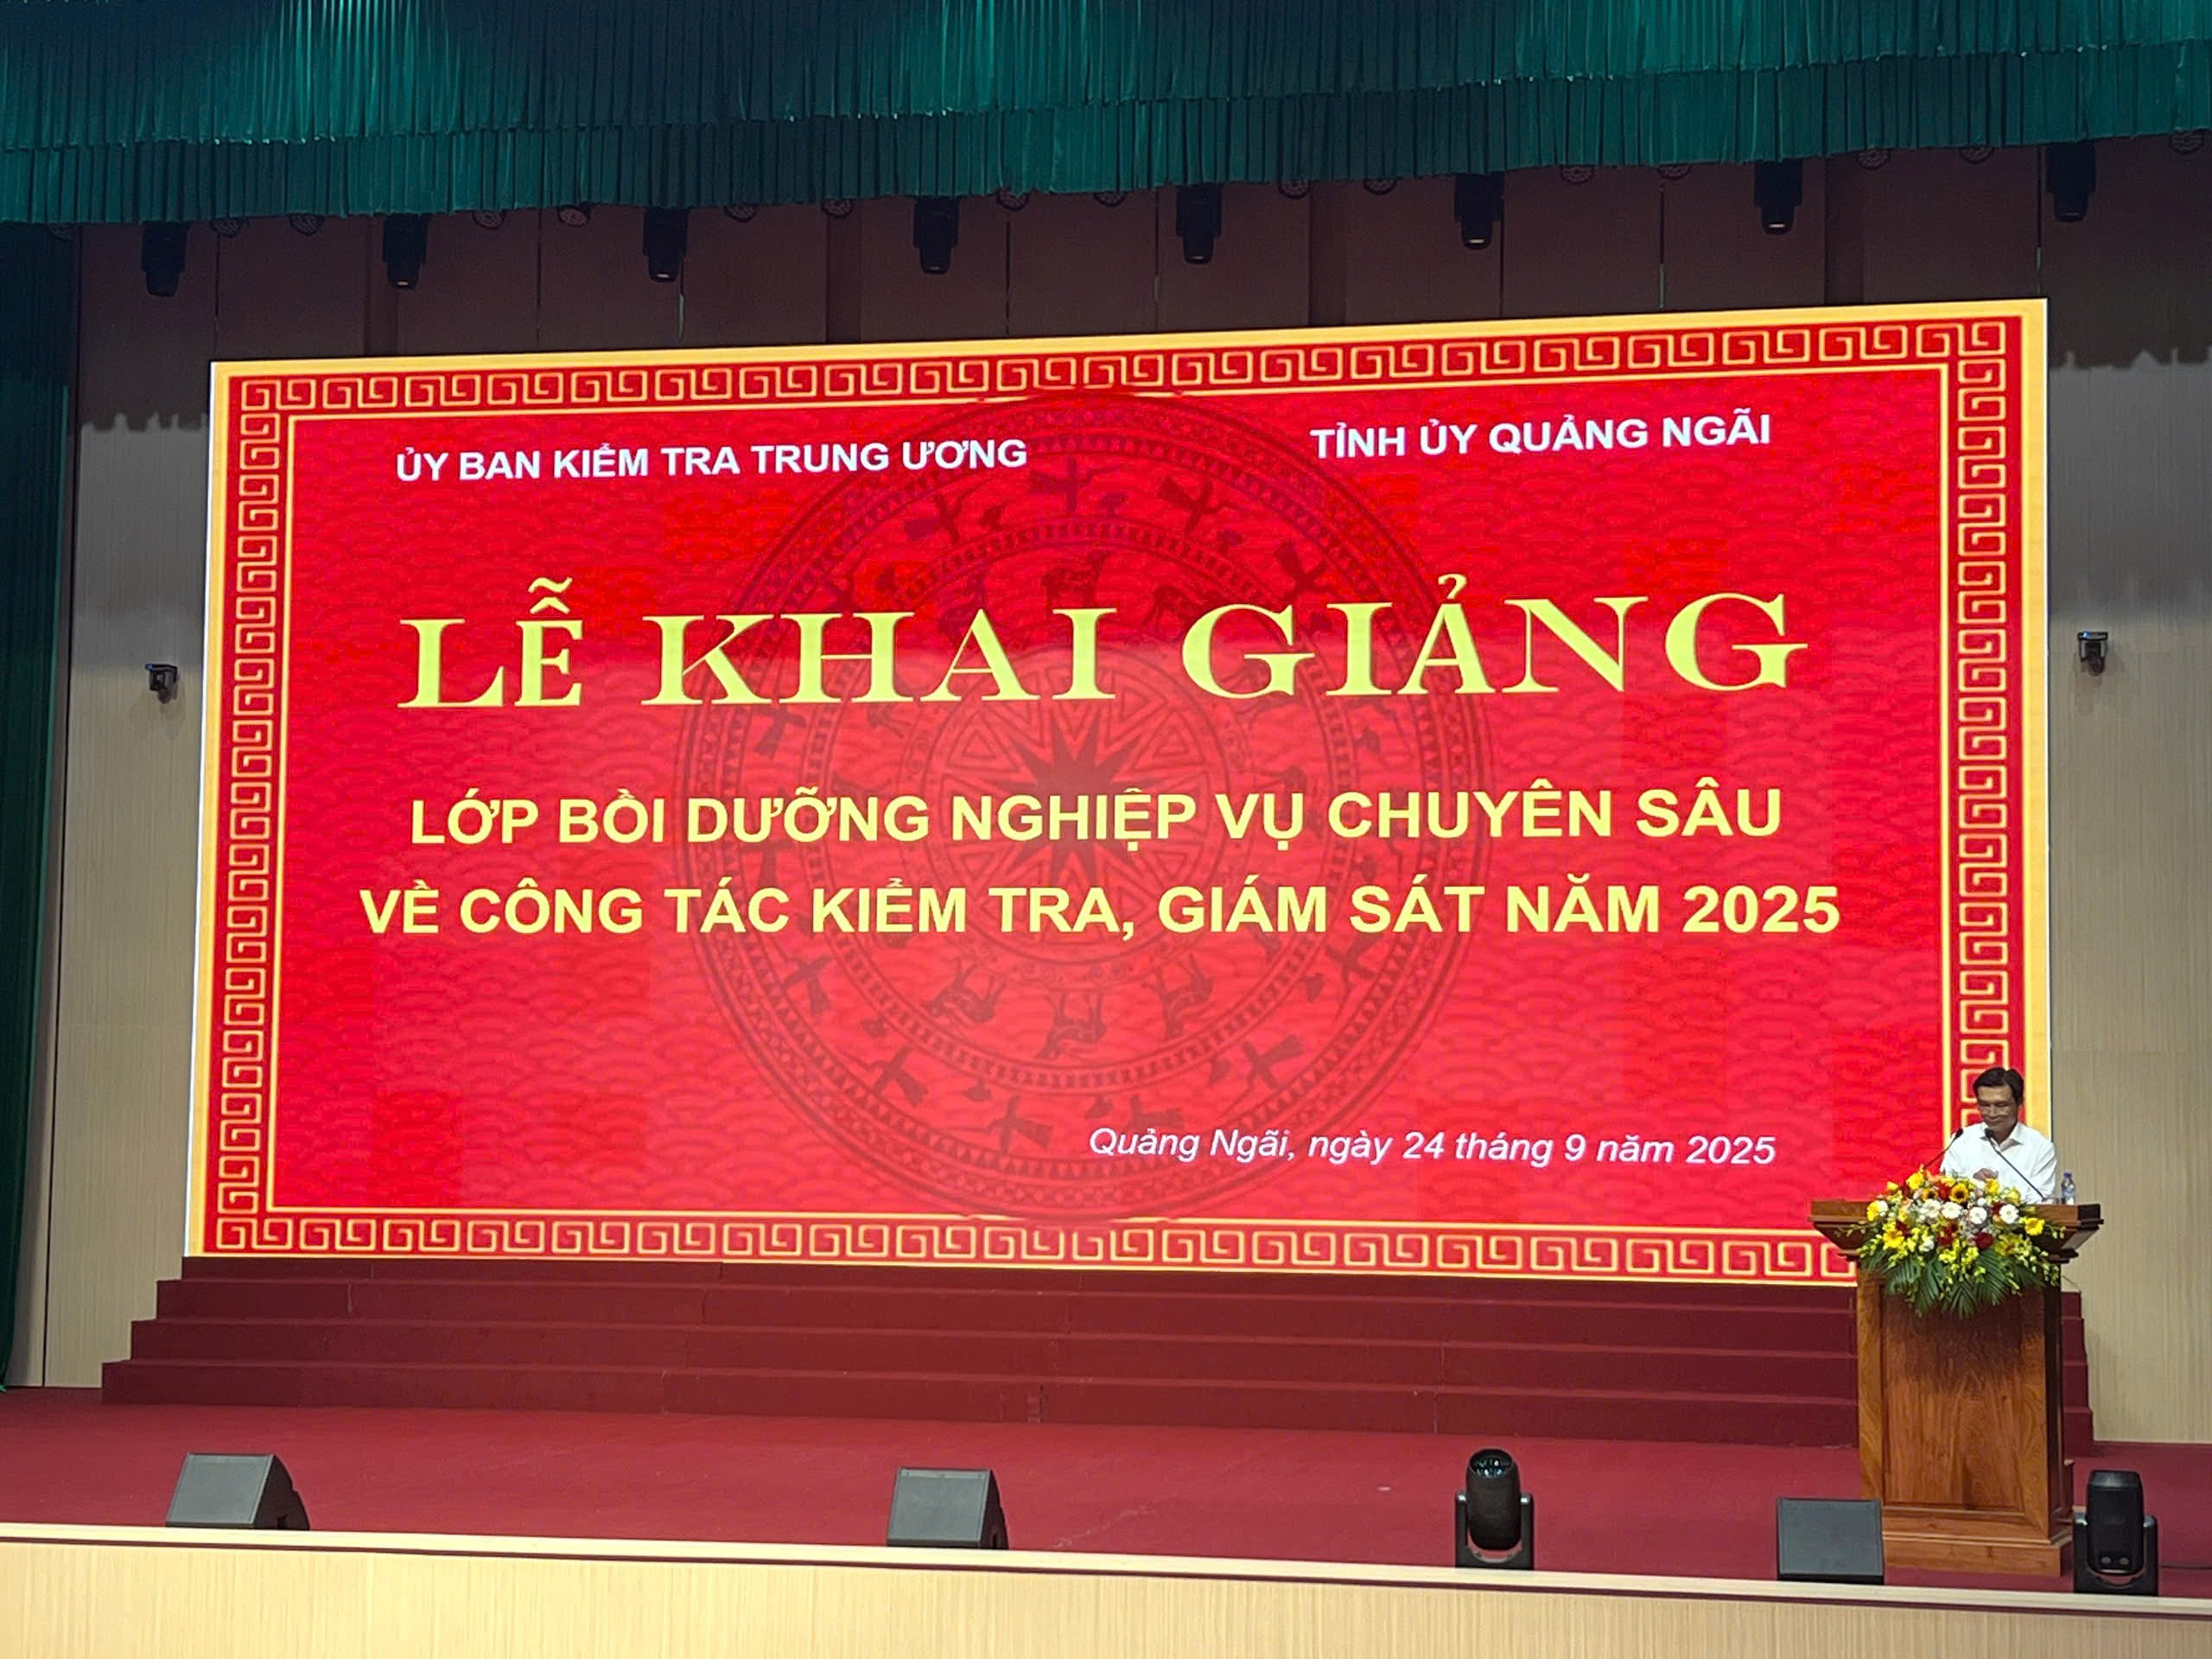 ỦY BAN KIỂM TRA TRUNG ƯƠNG
TỈNH ỦY QUẢNG NGÃI
LỄ KHAI GIẢNG
LỚP BỒI DƯỠNG NGHIỆP VỤ CHUYÊN SÂU
VỀ CÔNG TÁC KIỂM TRA, GIÁM SÁT NĂM 2025
Quảng Ngãi, ngày 24 tháng 9 năm 2025